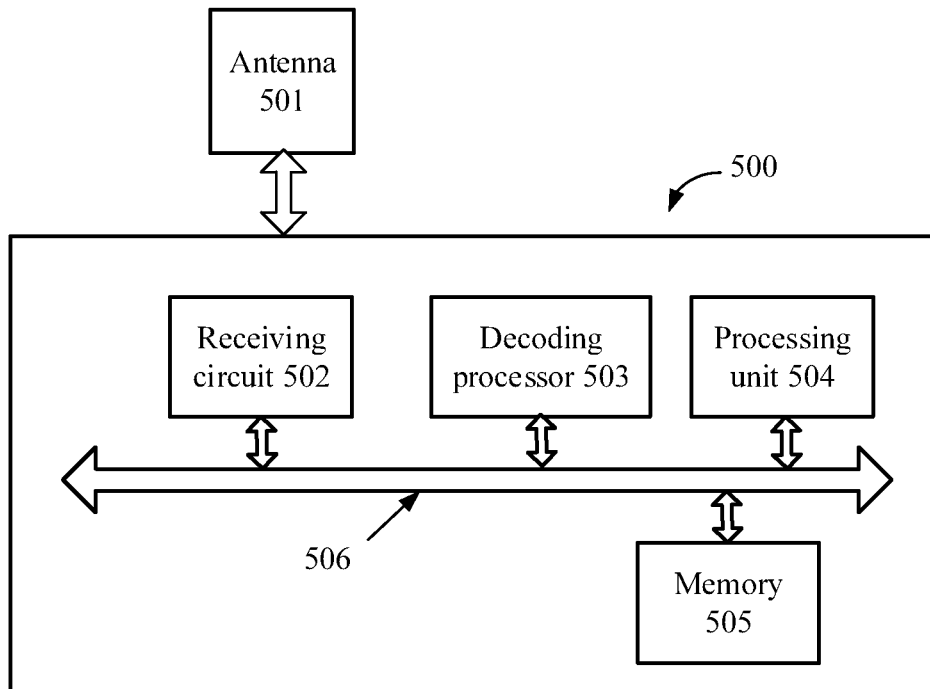 Antenna
501
500
Receiving
circuit 502
Decoding
processor 503
Processing
unit 504
506
Memory
505